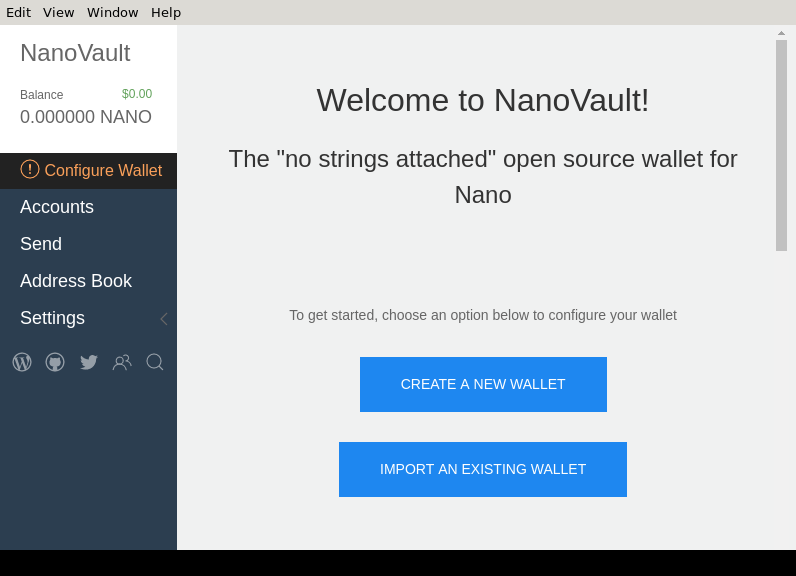 Edit View Window Help
NanoVault
Balance $0.00
0.000000 NANO
Configure Wallet
Accounts
Send
Address Book
Settings
Welcome to NanoVault!
The "no strings attached" open source wallet for
Nano
To get started, choose an option below to configure your wallet
CREATE A NEW WALLET
IMPORT AN EXISTING WALLET